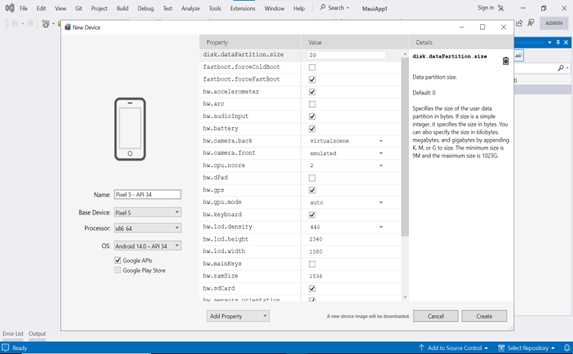 File Edit View Git Project Build Debug Test Analyze Tools Extensions Window Help Search MauiApp1 Sign in
ADMIN
New Device
Property Value Details
disk.dataPartition.size 2G
fastboot.forceColdBoot
fastboot.forceFastBoot
hw.accelerometer
hw.arc
hw.audioInput
hw.battery
hw.camera.back virtualscene
hw.camera.front emulated
hw.cpu.ncore 2
hw.dPad
hw.gps
hw.gpu.mode auto
hw.keyboard
hw.lcd.density 440
hw.lcd.height 2340
hw.lcd.width 1080
hw.mainKeys
hw.ramSize 1536
hw.sdCard
hw.sensors.orientation
disk.dataPartition.size
Data partition size.
Default: 0
Specifies the size of the user data
partition in bytes. If size is a simple
integer, it specifies the size in bytes. You
can also specify the size in kilobytes,
megabytes, and gigabytes by appending
K, M, or G to size. The minimum size is
9M and the maximum size is 1023G.
Name: Pixel 5 - API 34
Base Device: Pixel 5
Processor: x86_64
OS: Android 14.0 – API 34
Google APIs
Google Play Store
Add Property
A new device image will be downloaded.
Cancel
Create
Error List Output
Ready
Add to Source Control
Select Repository